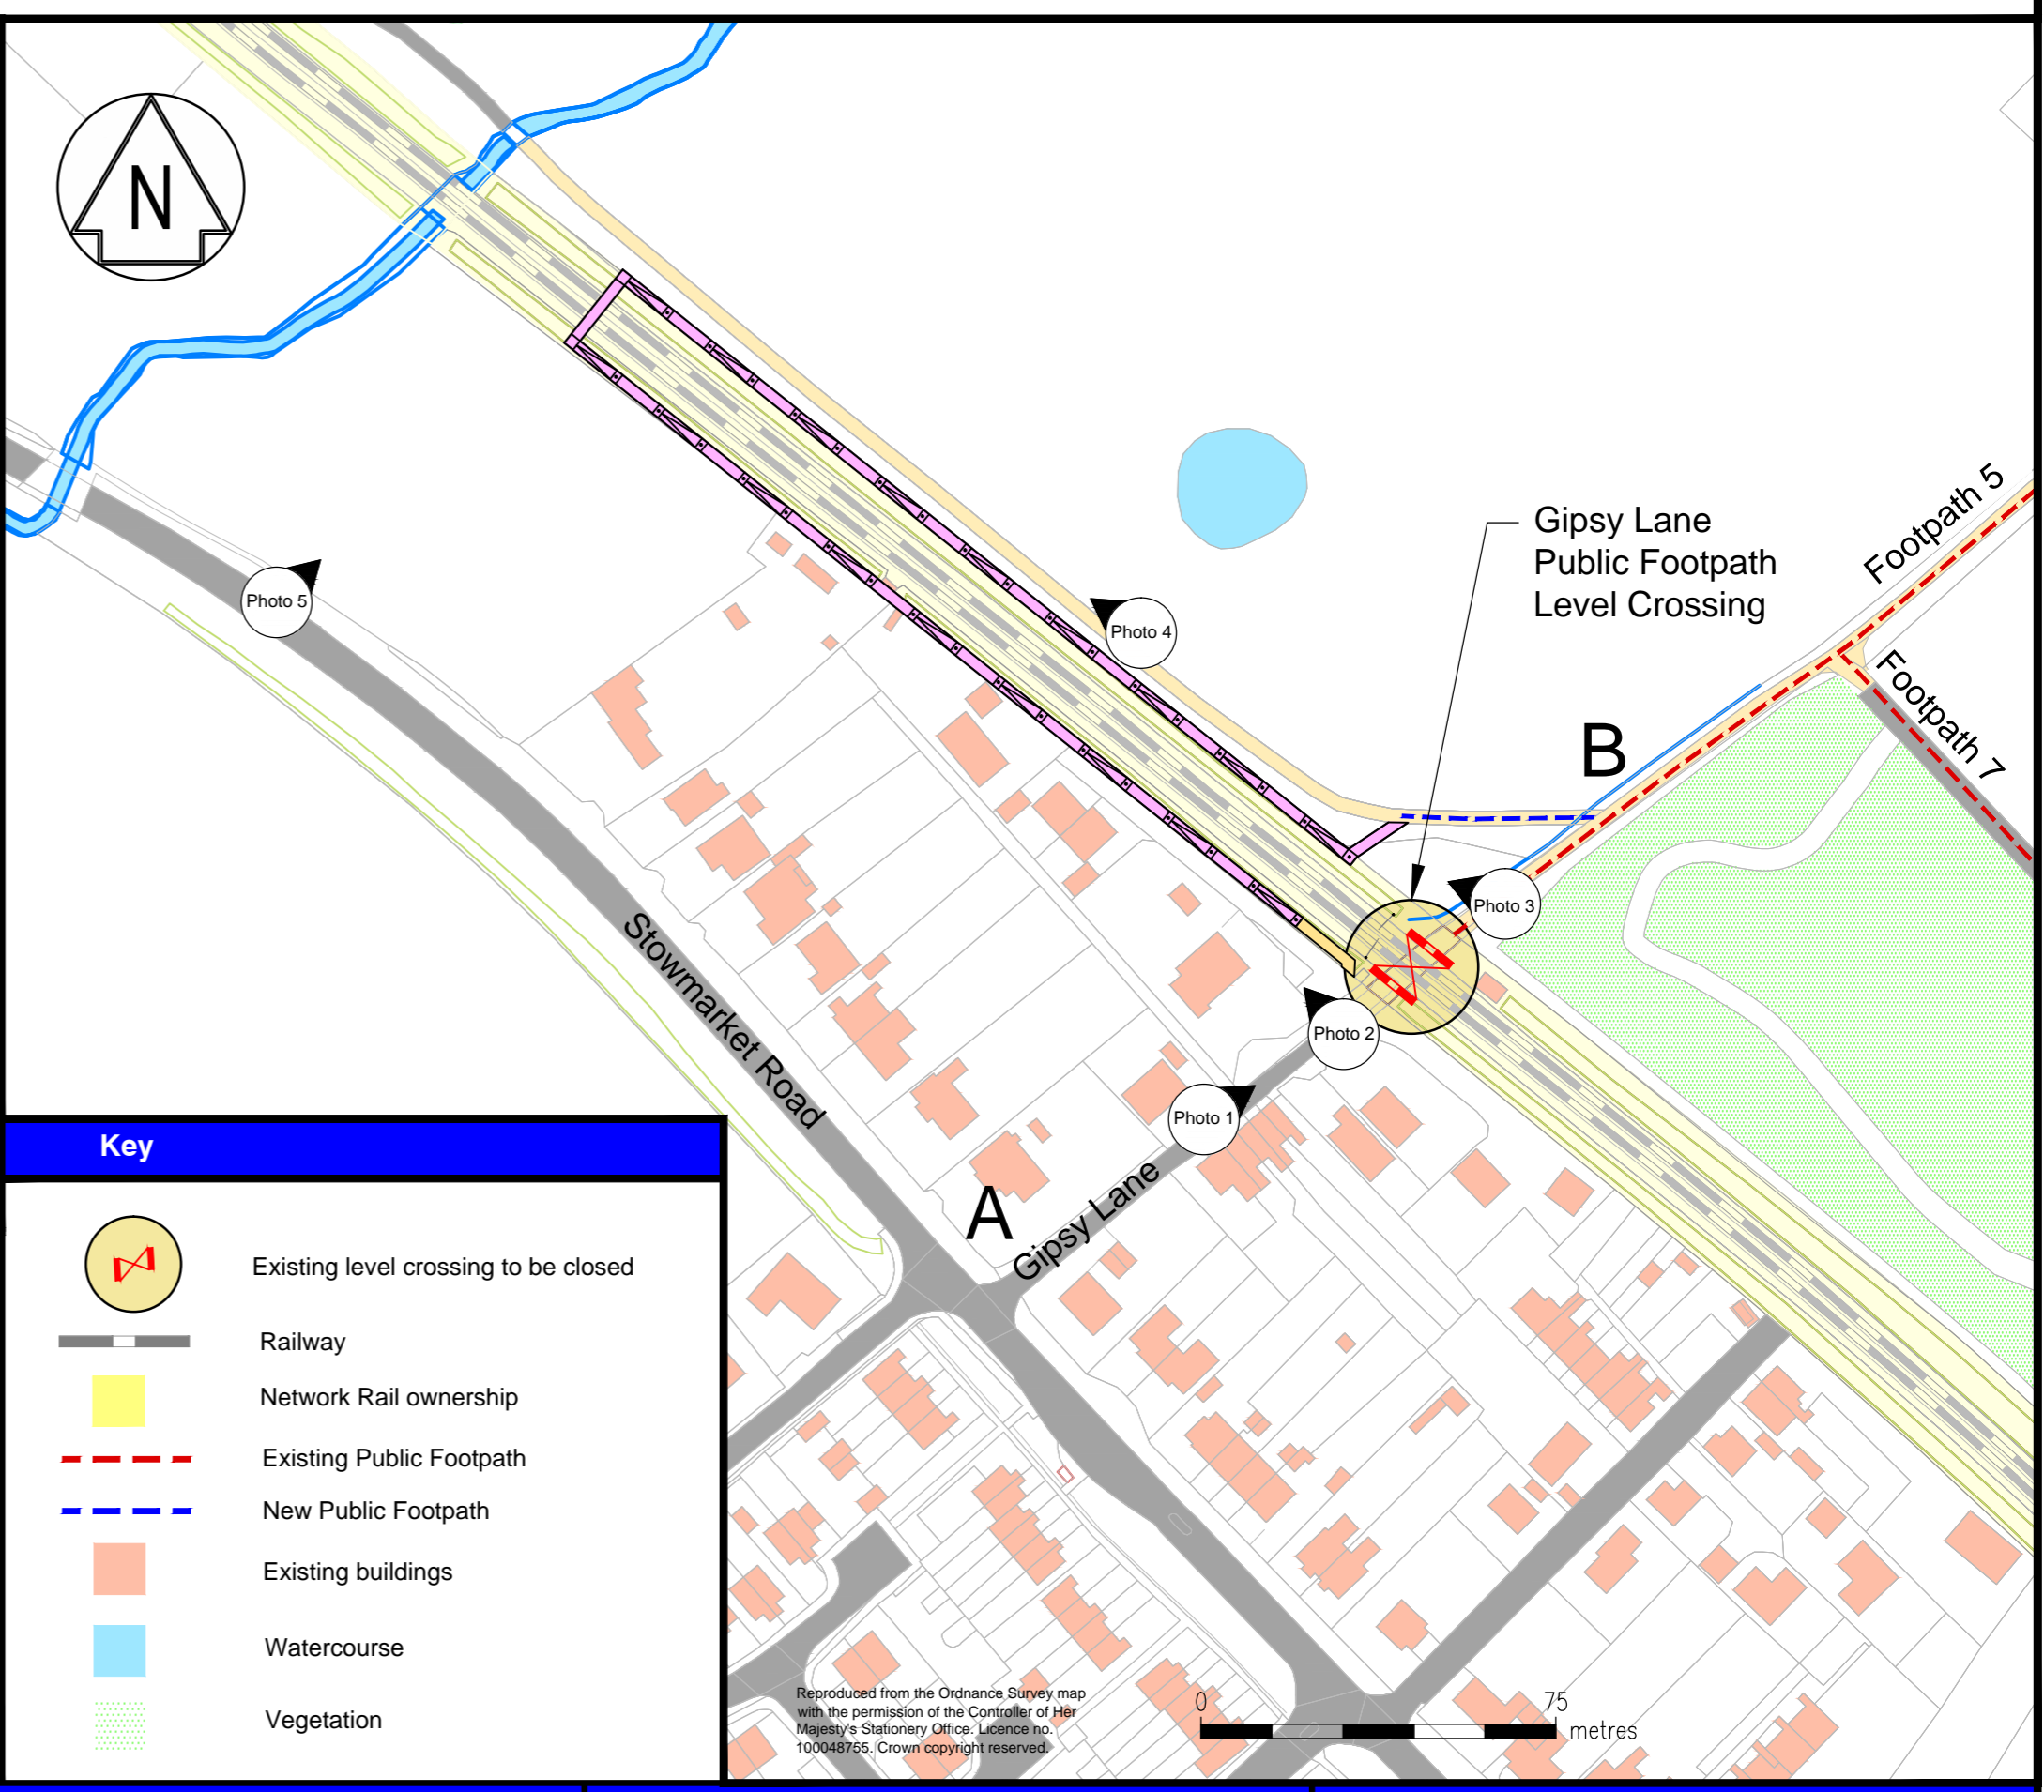 N
Gipsy Lane
Public Footpath
Level Crossing
Footpath 5
Footpath 7
Photo 5
Photo 4
B
Photo 3
Photo 2
Photo 1
Stowmarket Road
A
Gipsy Lane
Key
Existing level crossing to be closed
Railway
Network Rail ownership
Existing Public Footpath
New Public Footpath
Existing buildings
Watercourse
Vegetation
Reproduced from the Ordnance Survey map
with the permission of the Controller of Her
Majesty's Stationery Office. Licence no.
100048755. Crown copyright reserved.
0 75
metres